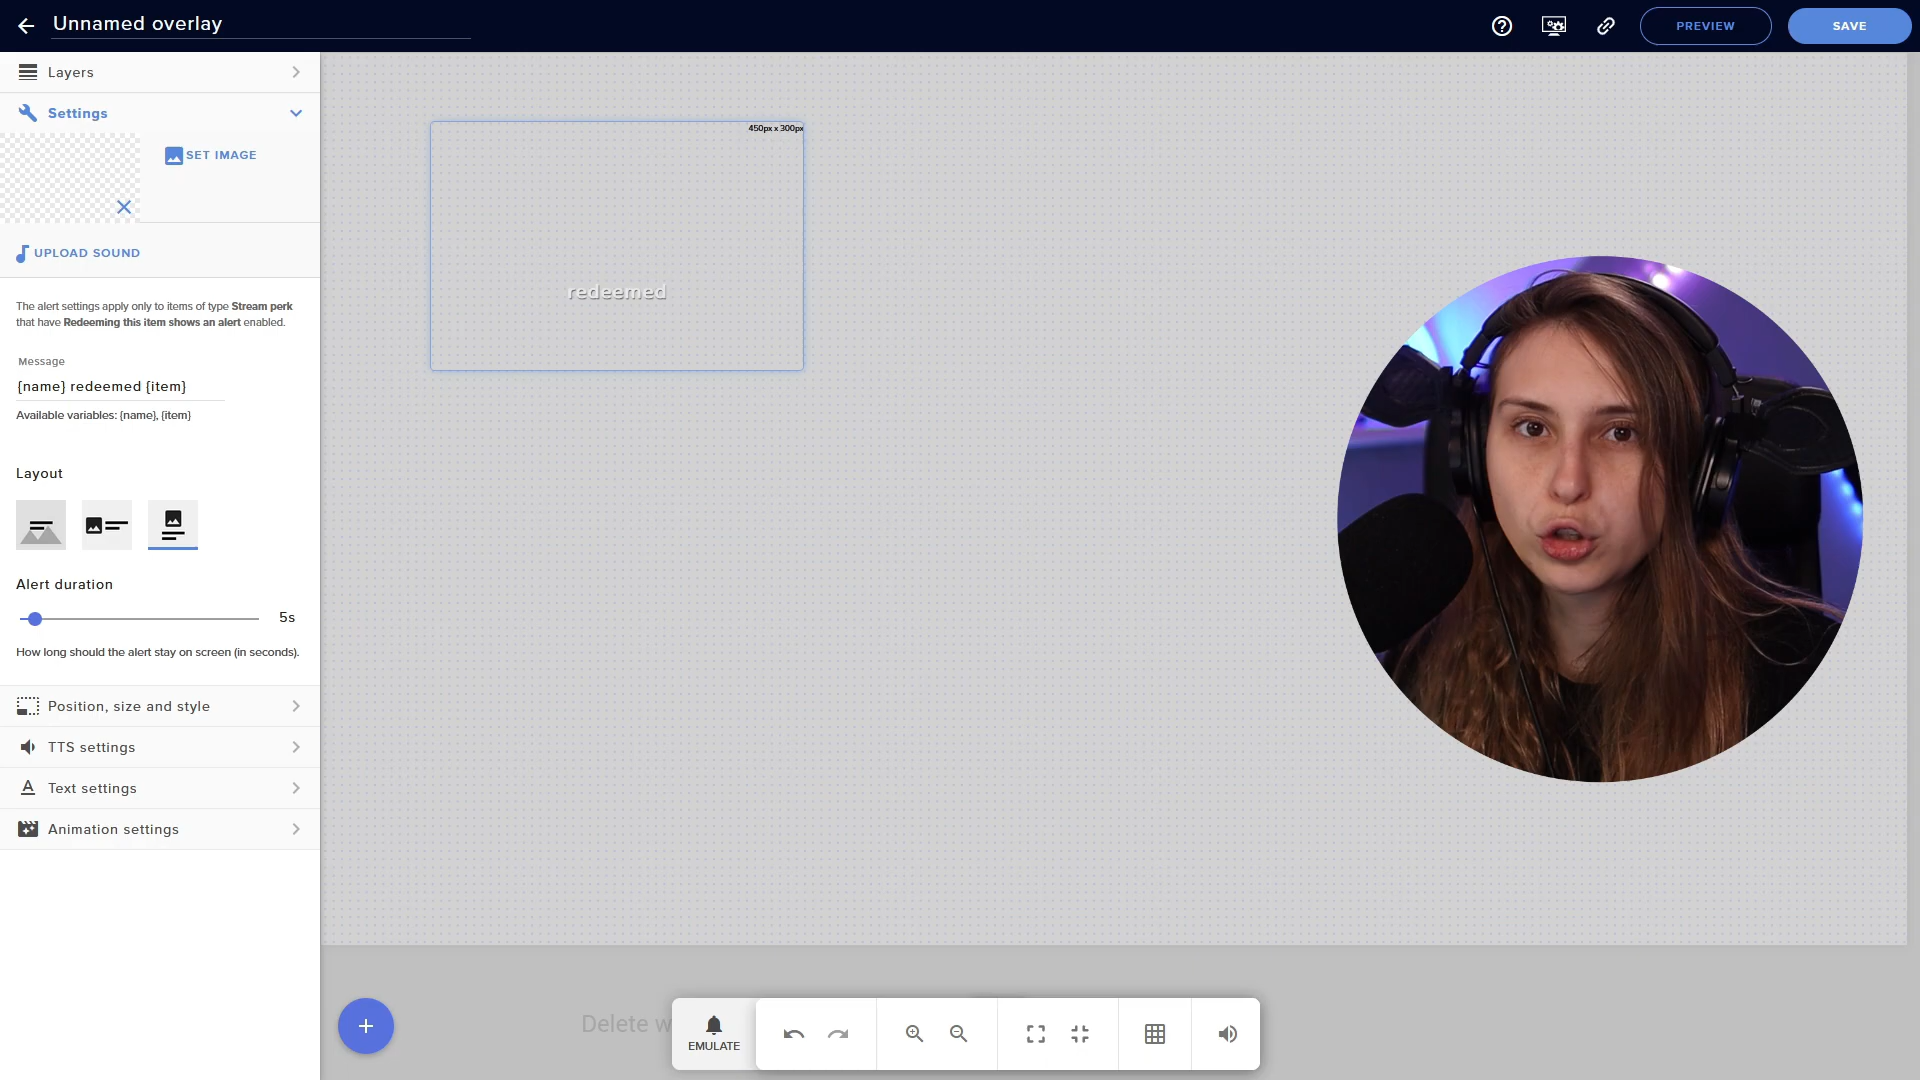 Unnamed overlay
PREVIEW
SAVE
Layers
Settings
SET IMAGE
UPLOAD SOUND
The alert settings apply only to items of type Stream perk
that have Redeeming this item shows an alert enabled.
Message
{name} redeemed {item}
Available variables: {name}, {item}
Layout
Alert duration
5s
How long should the alert stay on screen (in seconds).
Position, size and style
TTS settings
Text settings
Animation settings
450px x 300px
redeemed
Delete
EMULATE